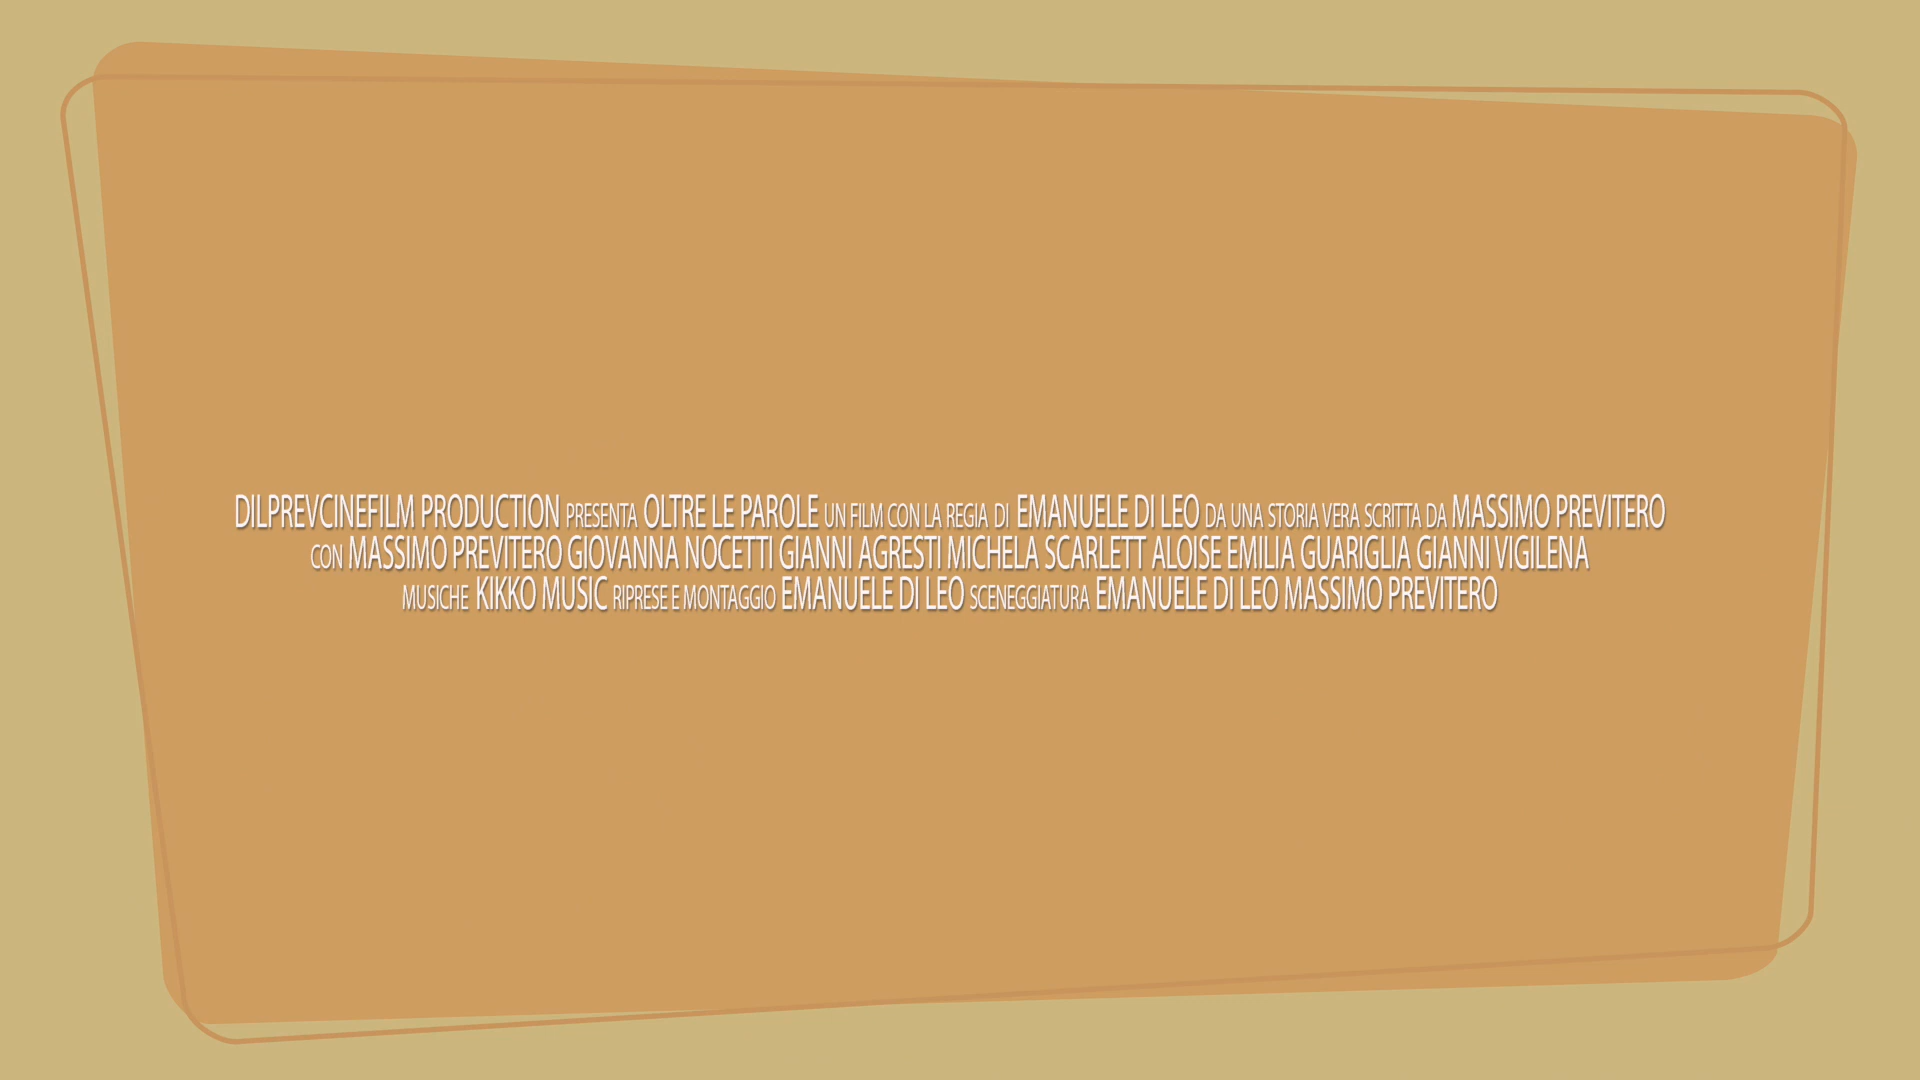 DILPREVCINEFILM PRODUCTION PRESENTA OLTRE LE PAROLE UN FILM CON LA REGIA DI EMANUELE DI LEO DA UNA STORIA VERA SCRITTA DA MASSIMO PREVITERO
CON MASSIMO PREVITERO GIOVANNA NOCETTI GIANNI AGRESTI MICHELA SCARLETT ALOISE EMILIA GUARIGLIA GIANNI VIGILENA
MUSICHE KIKKO MUSIC RIPRESE E MONTAGGIO EMANUELE DI LEO SCENEGGIATURA EMANUELE DI LEO MASSIMO PREVITERO